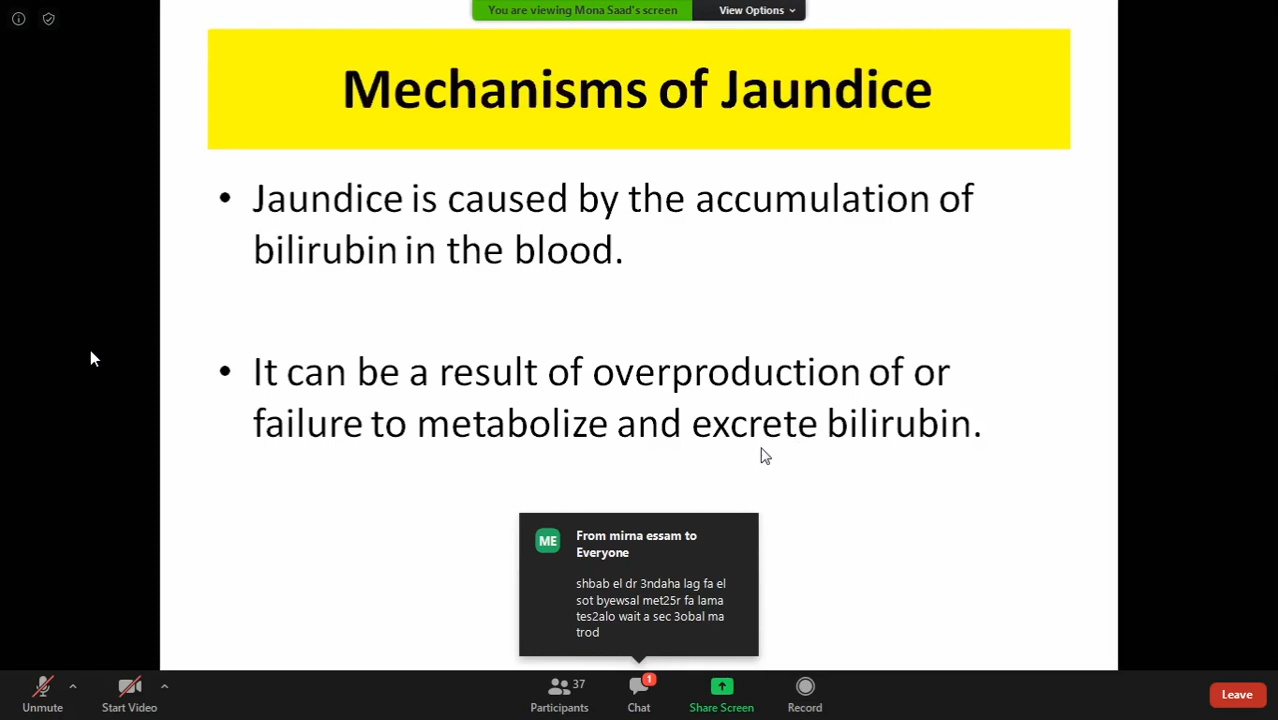 You are viewing Mona Saad's screen
View Options
Mechanisms of Jaundice
• Jaundice is caused by the accumulation of
bilirubin in the blood.
• It can be a result of overproduction of or
failure to metabolize and excrete bilirubin.
ME
From mirna essam to
Everyone
shbab el dr 3ndaha lag fa el
sot byewsal met25r fa lama
tes2alo wait a sec 3obal ma
trod
Unmute
Start Video
37
Participants
1
Chat
Share Screen
Record
Leave